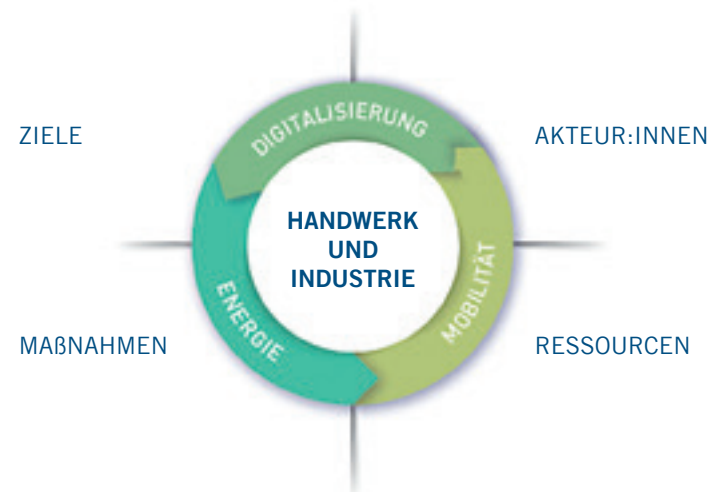 DIGITALISIERUNG
ZIELE
AKTEUR:INNEN
HANDWERK
UND
INDUSTRIE
ENERGIE
MOBILITÄT
MAßNAHMEN
RESSOURCEN